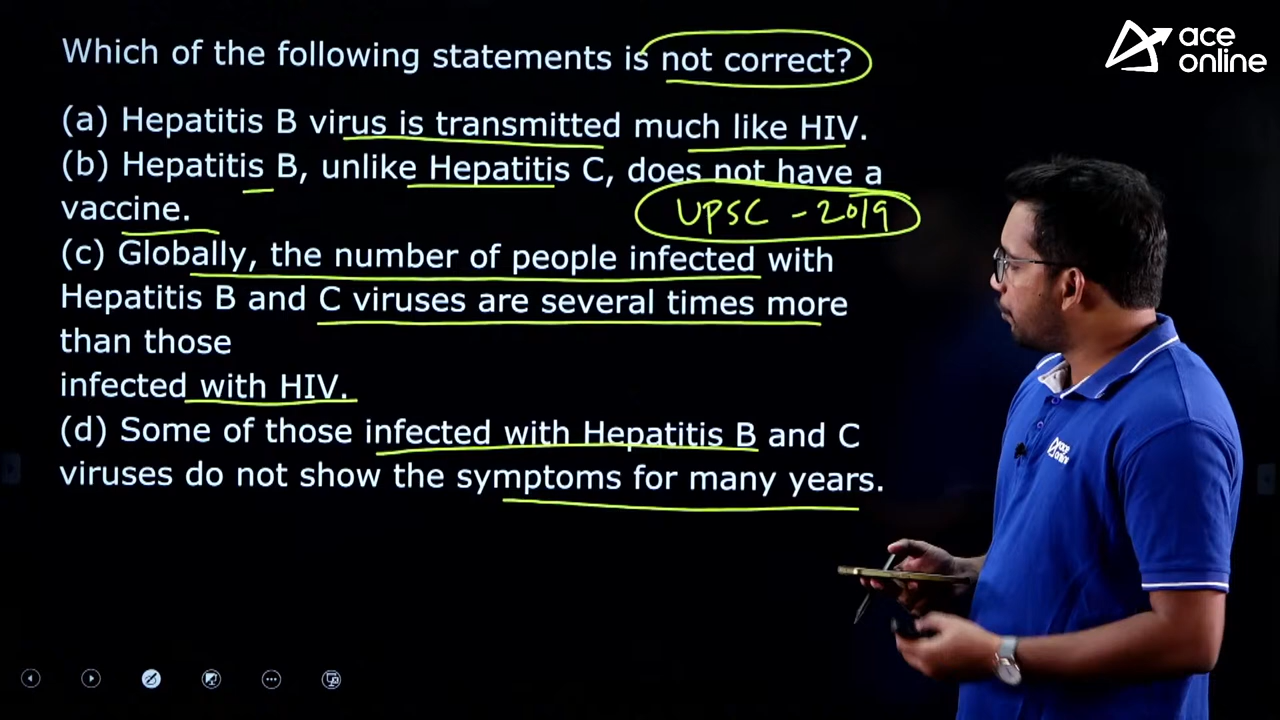 Which of the following statements is not correct?
ace
online
(a) Hepatitis B virus is transmitted much like HIV.
(b) Hepatitis B, unlike Hepatitis C, does not have a
vaccine.
UPSC - 2019
(c) Globally, the number of people infected with
Hepatitis B and C viruses are several times more
than those
infected with HIV.
(d) Some of those infected with Hepatitis B and C
viruses do not show the symptoms for many years.
ace
online